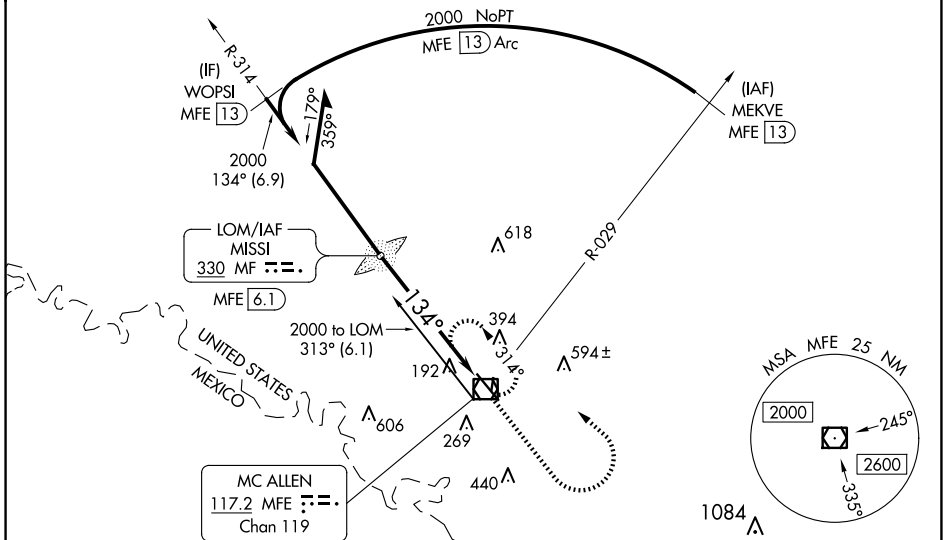 2000 NoPT
MFE 13 Arc
R-314
(IF)
WOPSI
MFE 13
179°
359°
(IAF)
MEKVE
MFE 13
2000
134° (6.9)
LOM/IAF
MISSI
330 MF
MFE 6.1
618
R-029
134°
2000 to LOM
313° (6.1)
394
314°
594±
192
UNITED STATES
MEXICO
606
269
440
MC ALLEN
117.2 MFE
Chan 119
MSA MFE 25 NM
2000
245°
2600
335°
1084